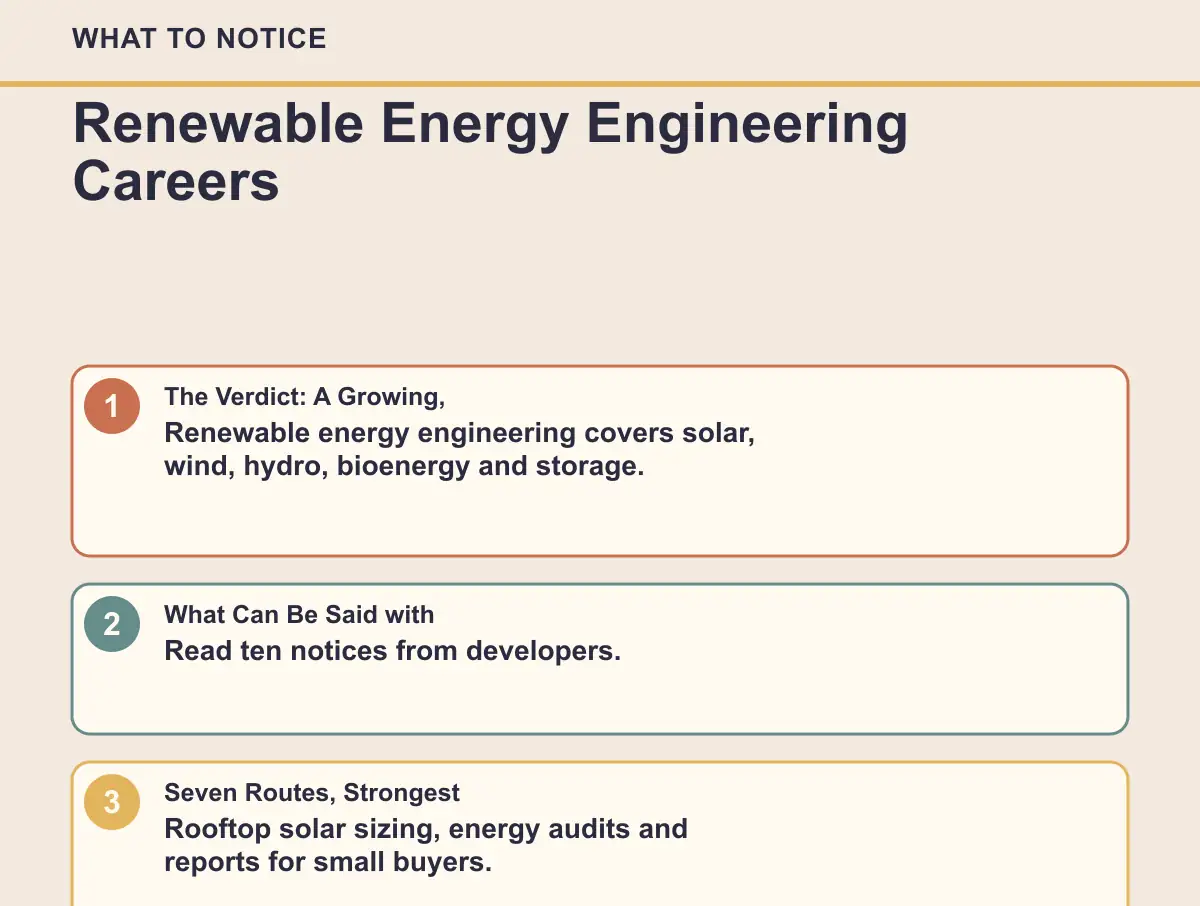 WHAT TO NOTICE
Renewable Energy Engineering
Careers
1
The Verdict: A Growing,
Renewable energy engineering covers solar,
wind, hydro, bioenergy and storage.
2
What Can Be Said with
Read ten notices from developers.
3
Seven Routes, Strongest
Rooftop solar sizing, energy audits and
reports for small buyers.